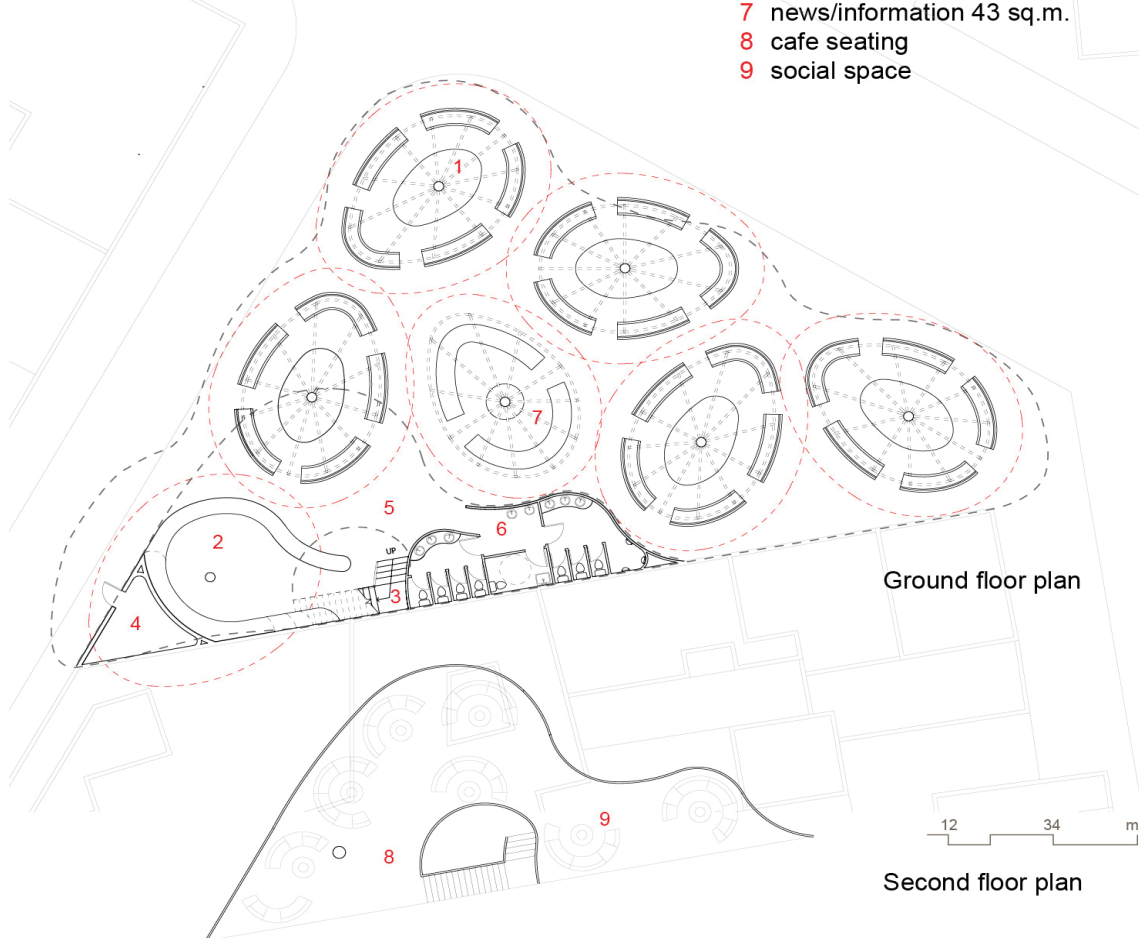 7 news/information 43 sq.m.
8 cafe seating
9 social space
1
7
5
2
6
UP
3
4
Ground floor plan
9
8
12 34 m
Second floor plan